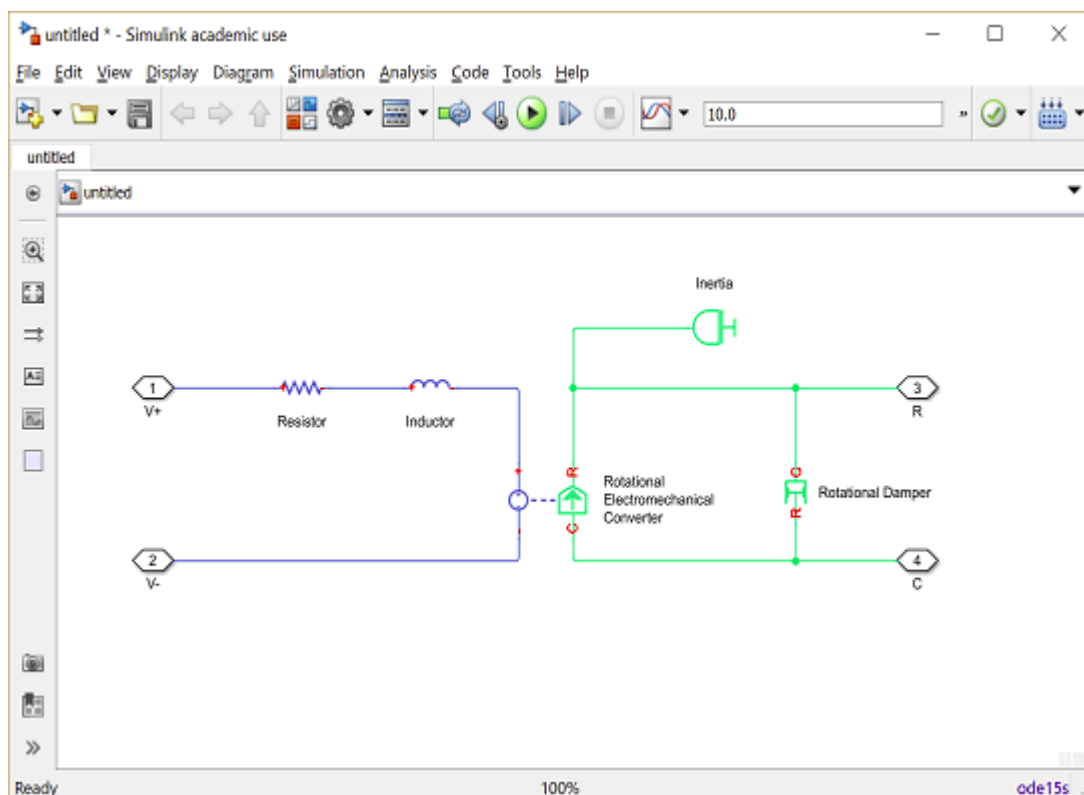 untitled * - Simulink academic use
File Edit View Display Diagram Simulation Analysis Code Tools Help
10.0
»
untitled
untitled
Inertia
1
V+
Resistor
Inductor
3
R
R
Rotational
Electromechanical
Converter
C
C
Rotational Damper
R
2
V-
4
C
Ready
100%
ode15s